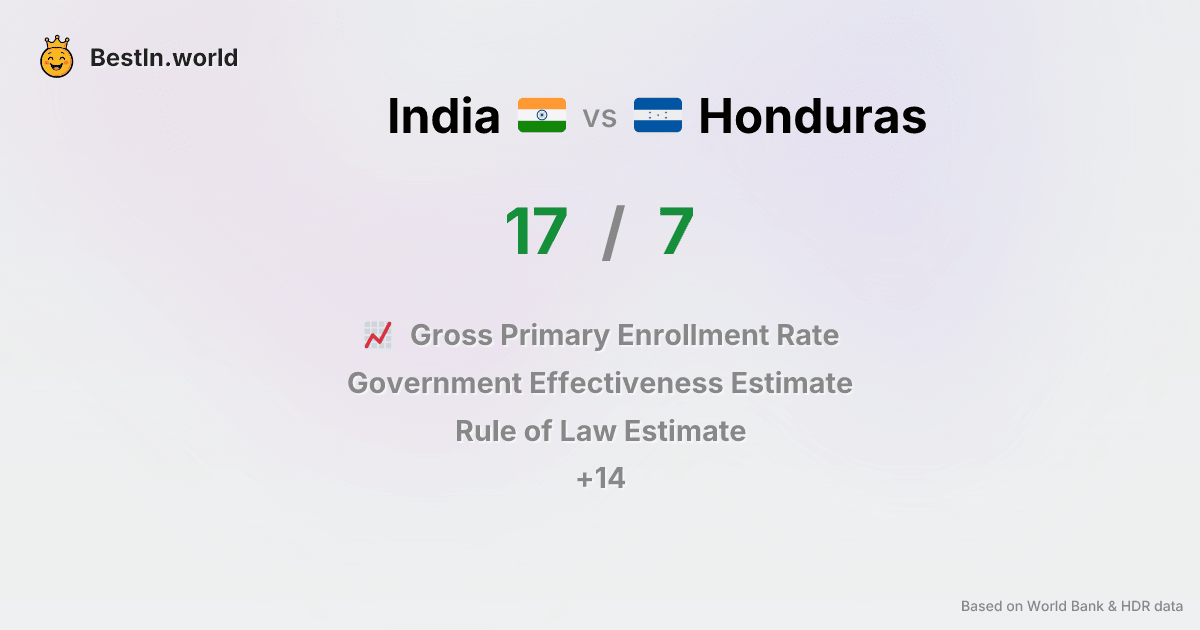 BestIn.world
India vs Honduras
17 / 7
Gross Primary Enrollment Rate
Government Effectiveness Estimate
Rule of Law Estimate
+14
Based on World Bank & HDR data